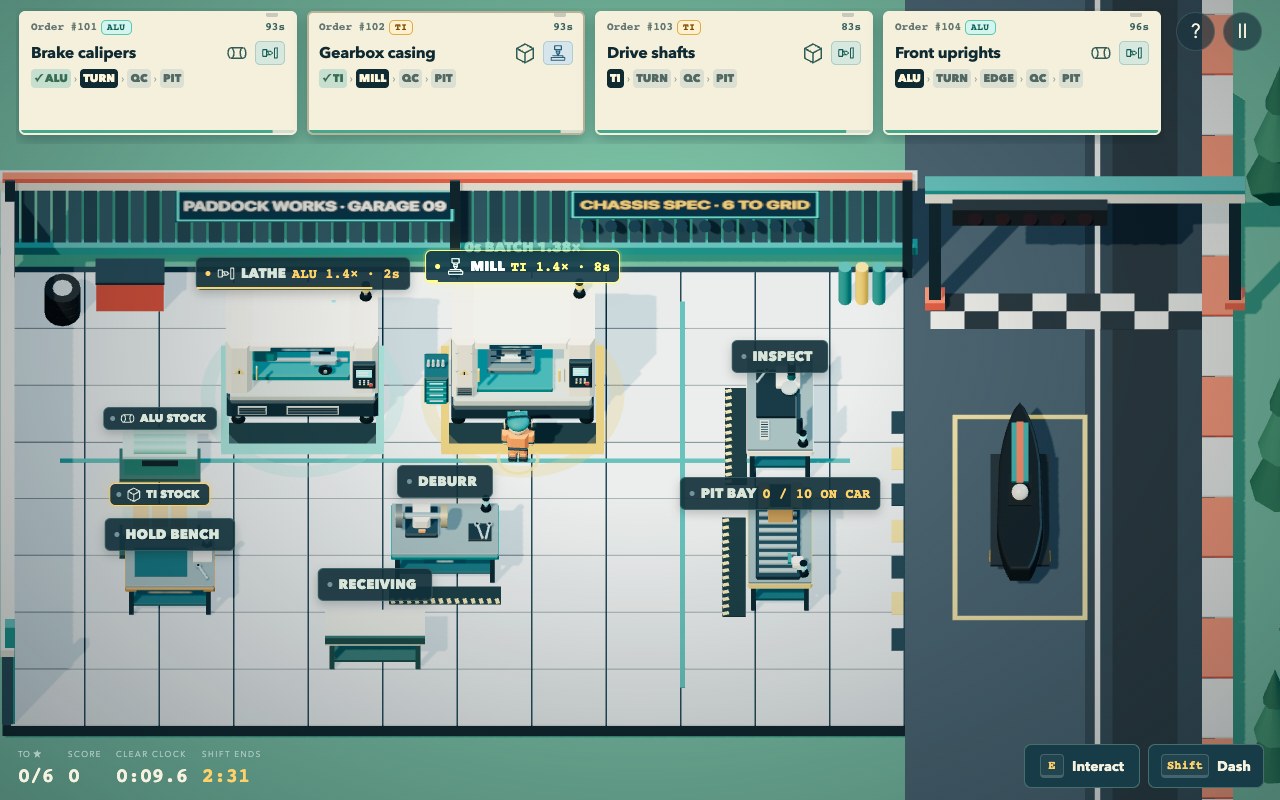 Order #101 ALU 93s
Brake calipers
✓ALU › TURN › QC › PIT
Order #102 TI 93s
Gearbox casing
✓TI › MILL › QC › PIT
Order #103 TI 83s
Drive shafts
TI › TURN › QC › PIT
Order #104 ALU 96s
Front uprights
ALU › TURN › EDGE › QC › PIT
?
PADDOCK WORKS · GARAGE 09
CHASSIS SPEC · 6 TO GRID
0s BATCH 1.38×
LATHE ALU 1.4× · 2s
MILL TI 1.4× · 8s
INSPECT
ALU STOCK
TI STOCK
DEBURR
PIT BAY 0 / 10 ON CAR
HOLD BENCH
RECEIVING
TO ★ SCORE CLEAR CLOCK SHIFT ENDS
0/6 0 0:09.6 2:31
E Interact
Shift Dash